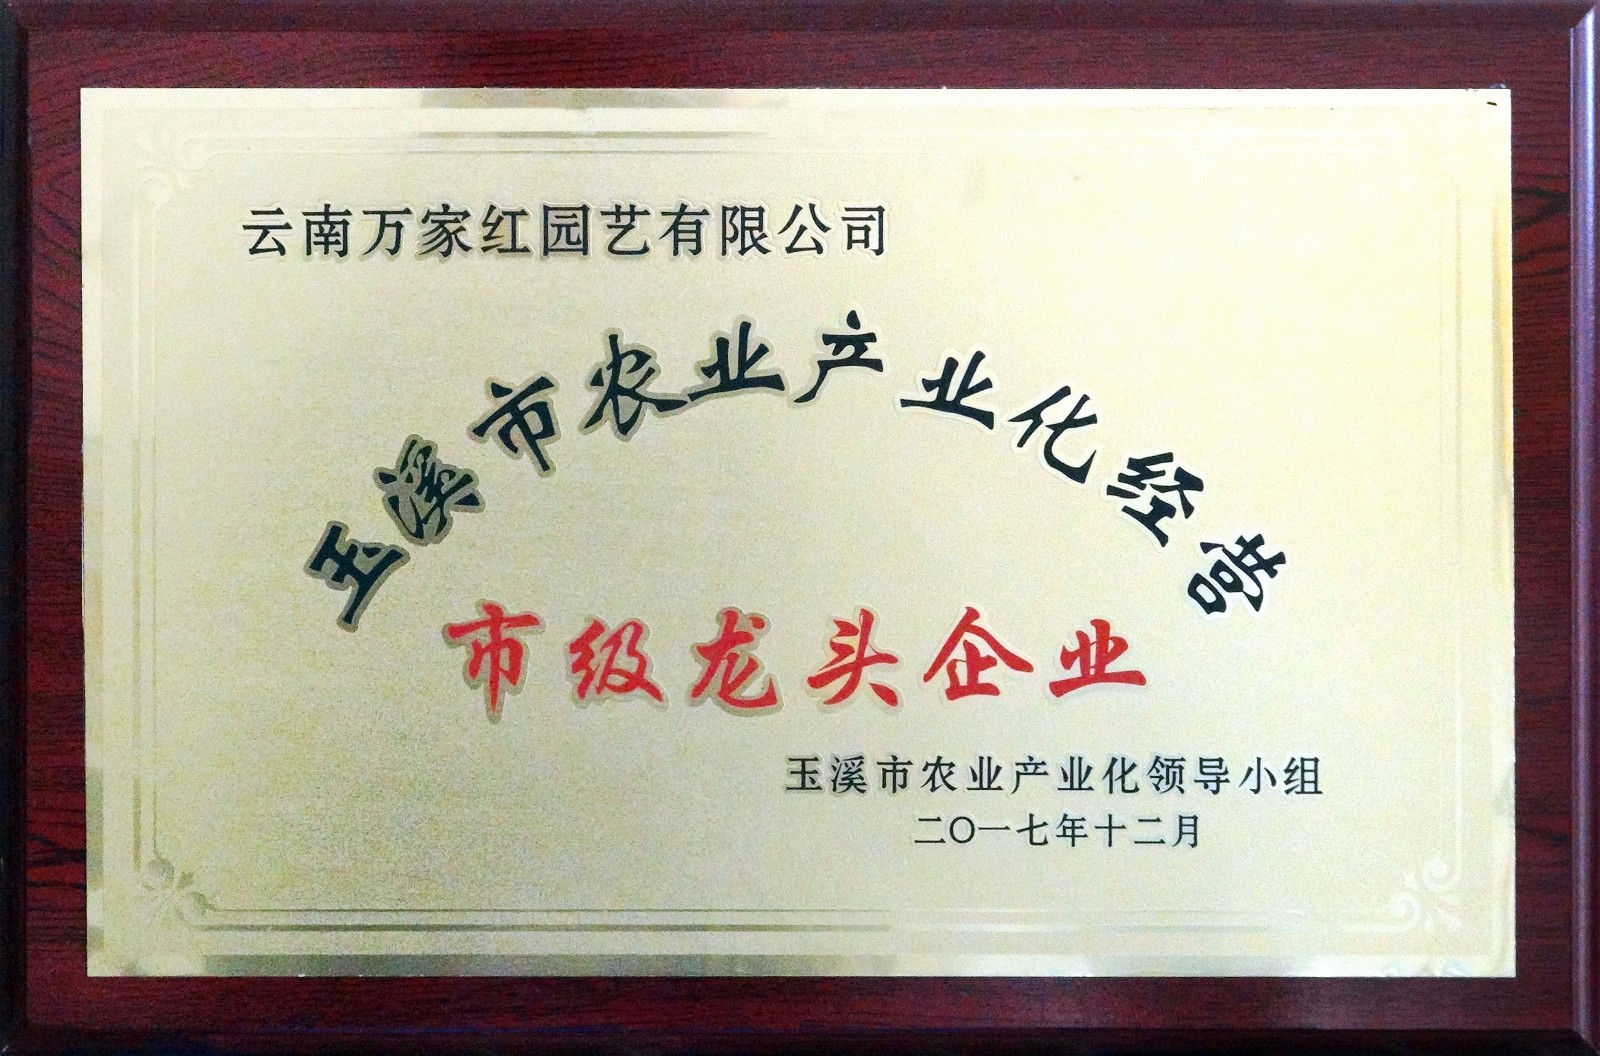 云南万家红园艺有限公司
玉溪市农业产业化经营
市级龙头企业
玉溪市农业产业化领导小组
二〇一七年十二月